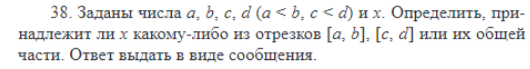 38. Заданы числа a, b, c, d (a < b, c < d) и x. Определить, при-
надлежит ли x какому-либо из отрезков [a, b], [c, d] или их общей
части. Ответ выдать в виде сообщения.